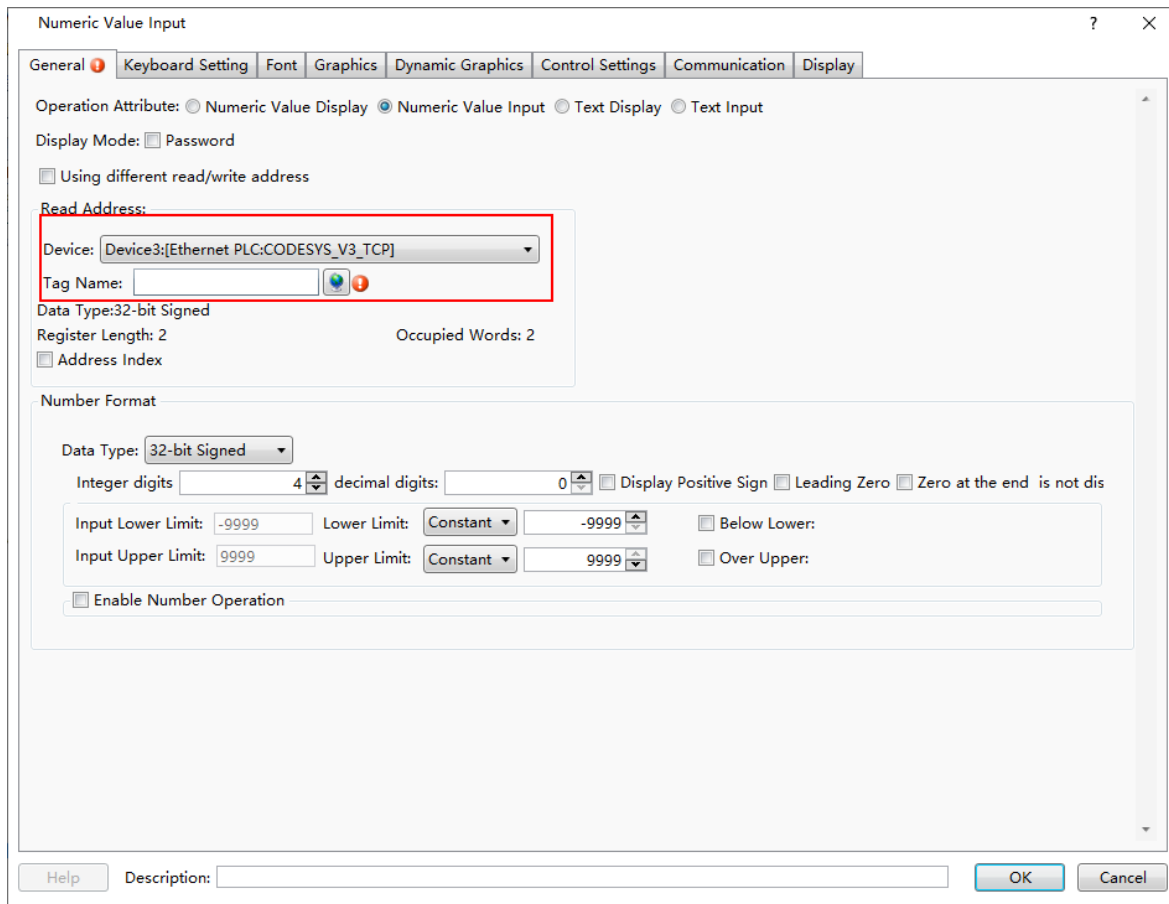 Numeric Value Input ?
General Keyboard Setting Font Graphics Dynamic Graphics Control Settings Communication Display
Operation Attribute: Numeric Value Display Numeric Value Input Text Display Text Input
Display Mode: Password
Using different read/write address
Read Address:
Device: Device3:[Ethernet PLC:CODESYS_V3_TCP]
Tag Name:
Data Type:32-bit Signed
Register Length: 2 Occupied Words: 2
Address Index
Number Format
Data Type: 32-bit Signed
Integer digits 4 decimal digits: 0 Display Positive Sign Leading Zero Zero at the end is not dis
Input Lower Limit: -9999 Lower Limit: Constant -9999 Below Lower:
Input Upper Limit: 9999 Upper Limit: Constant 9999 Over Upper:
Enable Number Operation
Help Description: OK Cancel